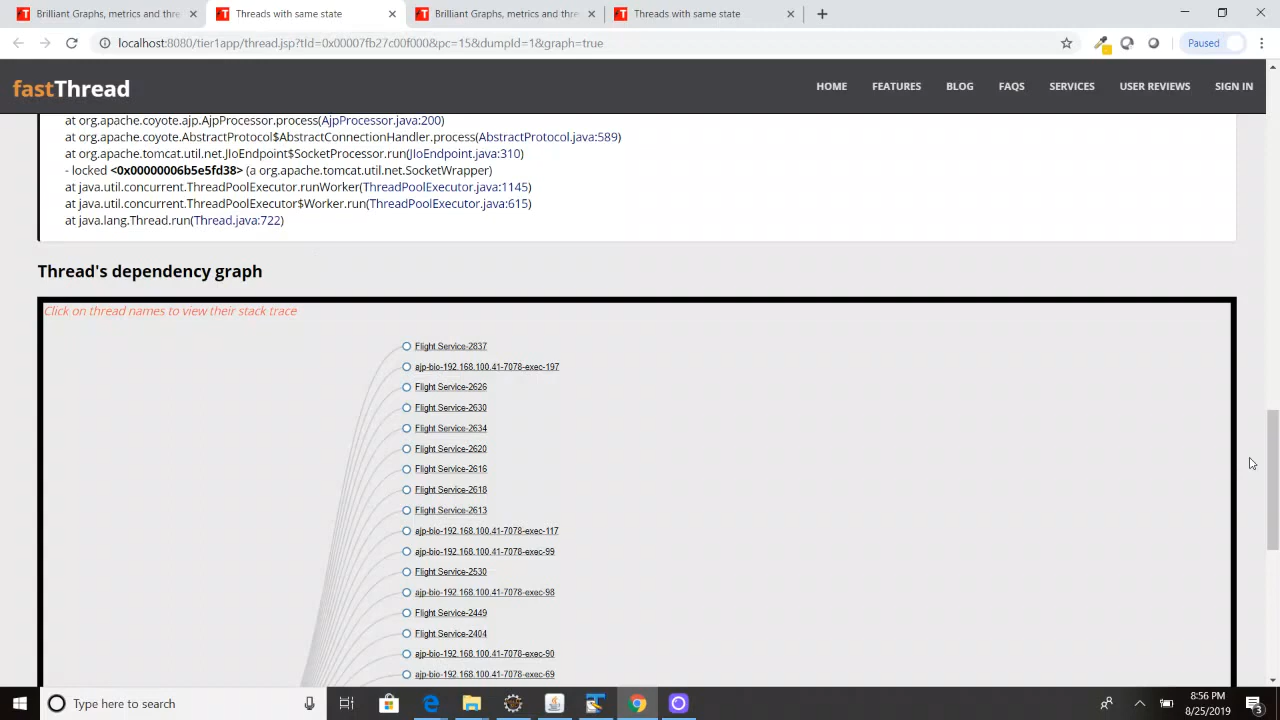 Brilliant Graphs, metrics and thre
Threads with same state
Brilliant Graphs, metrics and thre
Threads with same state
localhost:8080/tier1app/thread.jsp?tId=0x00007fb27c00f000&pc=15&dumpId=1&graph=true
Paused
fastThread
HOME
FEATURES
BLOG
FAQS
SERVICES
USER REVIEWS
SIGN IN
at org.apache.coyote.ajp.AjpProcessor.process(AjpProcessor.java:200)
at org.apache.coyote.AbstractProtocol$AbstractConnectionHandler.process(AbstractProtocol.java:589)
at org.apache.tomcat.util.net.JIoEndpoint$SocketProcessor.run(JIoEndpoint.java:310)
- locked <0x00000006b5e5fd38> (a org.apache.tomcat.util.net.SocketWrapper)
at java.util.concurrent.ThreadPoolExecutor.runWorker(ThreadPoolExecutor.java:1145)
at java.util.concurrent.ThreadPoolExecutor$Worker.run(ThreadPoolExecutor.java:615)
at java.lang.Thread.run(Thread.java:722)
Thread's dependency graph
Click on thread names to view their stack trace
Flight Service-2837
ajp-bio-192.168.100.41-7078-exec-197
Flight Service-2626
Flight Service-2630
Flight Service-2634
Flight Service-2620
Flight Service-2616
Flight Service-2618
Flight Service-2613
ajp-bio-192.168.100.41-7078-exec-117
ajp-bio-192.168.100.41-7078-exec-99
Flight Service-2530
ajp-bio-192.168.100.41-7078-exec-98
Flight Service-2449
Flight Service-2404
ajp-bio-192.168.100.41-7078-exec-90
ajp-bio-192.168.100.41-7078-exec-69
Type here to search
8:56 PM
8/25/2019
3